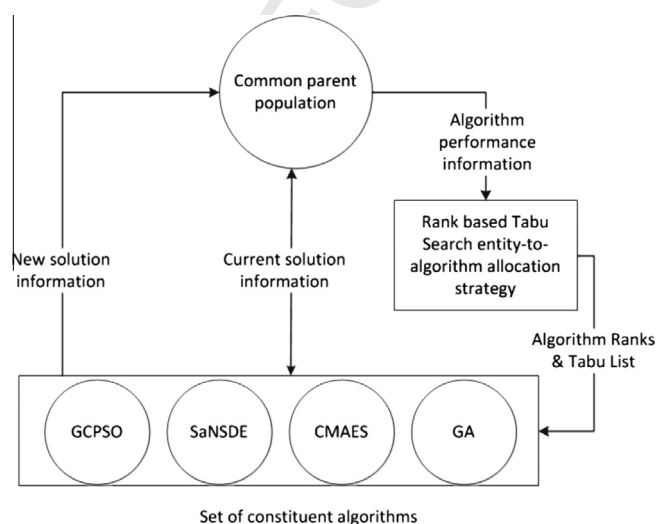 Common parent
population
Algorithm
performance
information
Rank based Tabu
Search entity-to-
algorithm allocation
strategy
New solution
information
Current solution
information
Algorithm Ranks
& Tabu List
GCPSO
SaNSDE
CMAES
GA
Set of constituent algorithms